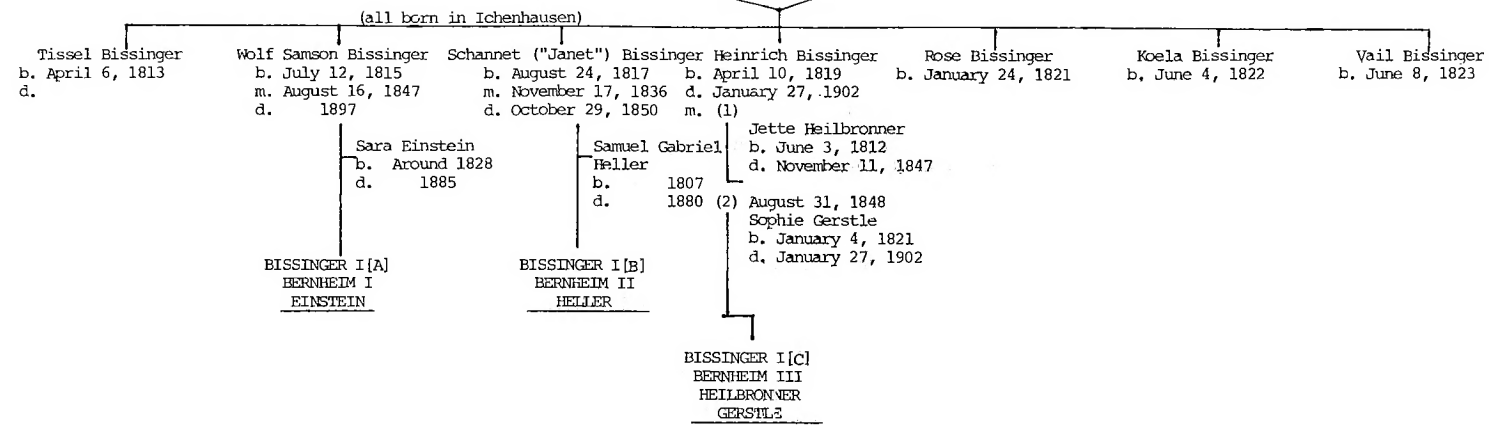 (all born in Ichenhausen)
Tissel Bissinger
b. April 6, 1813
d.
Wolf Samson Bissinger
b. July 12, 1815
m. August 16, 1847
d. 1897
Sara Einstein
b. Around 1828
d. 1885
BISSINGER I[A]
BERNHEIM I
EINSTEIN
Schannet ("Janet") Bissinger
b. August 24, 1817
m. November 17, 1836
d. October 29, 1850
Samuel Gabriel
Heller
b. 1807
d. 1880
BISSINGER I[B]
BERNHEIM II
HELLER
Heinrich Bissinger
b. April 10, 1819
d. January 27, 1902
m. (1)
Jette Heilbronner
b. June 3, 1812
d. November 11, 1847
(2) August 31, 1848
Sophie Gerstle
b. January 4, 1821
d. January 27, 1902
BISSINGER I[C]
BERNHEIM III
HEILBRONNER
GERSTLE
Rose Bissinger
b. January 24, 1821
Koela Bissinger
b. June 4, 1822
Vail Bissinger
b. June 8, 1823